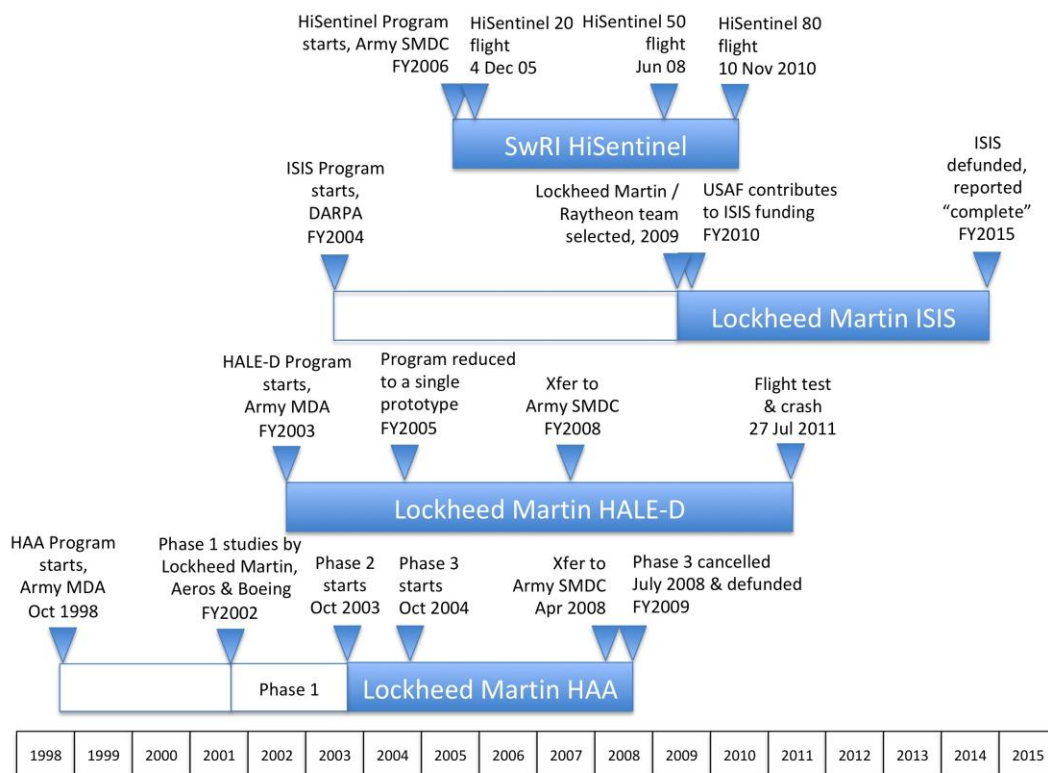 HiSentinel Program
starts, Army SMDC
FY2006
HiSentinel 20
flight
4 Dec 05
HiSentinel 50
flight
Jun 08
HiSentinel 80
flight
10 Nov 2010
SwRI HiSentinel
ISIS Program
starts,
DARPA
FY2004
Lockheed Martin /
Raytheon team
selected, 2009
USAF contributes
to ISIS funding
FY2010
ISIS
defunded,
reported
“complete”
FY2015
Lockheed Martin ISIS
HALE-D Program
starts,
Army MDA
FY2003
Program reduced
to a single
prototype
FY2005
Xfer to
Army SMDC
FY2008
Flight test
& crash
27 Jul 2011
Lockheed Martin HALE-D
HAA Program
starts,
Army MDA
Oct 1998
Phase 1 studies by
Lockheed Martin,
Aeros & Boeing
FY2002
Phase 2
starts
Oct 2003
Phase 3
starts
Oct 2004
Xfer to
Army SMDC
Apr 2008
Phase 3 cancelled
July 2008 & defunded
FY2009
Phase 1
Lockheed Martin HAA
1998 1999 2000 2001 2002 2003 2004 2005 2006 2007 2008 2009 2010 2011 2012 2013 2014 2015